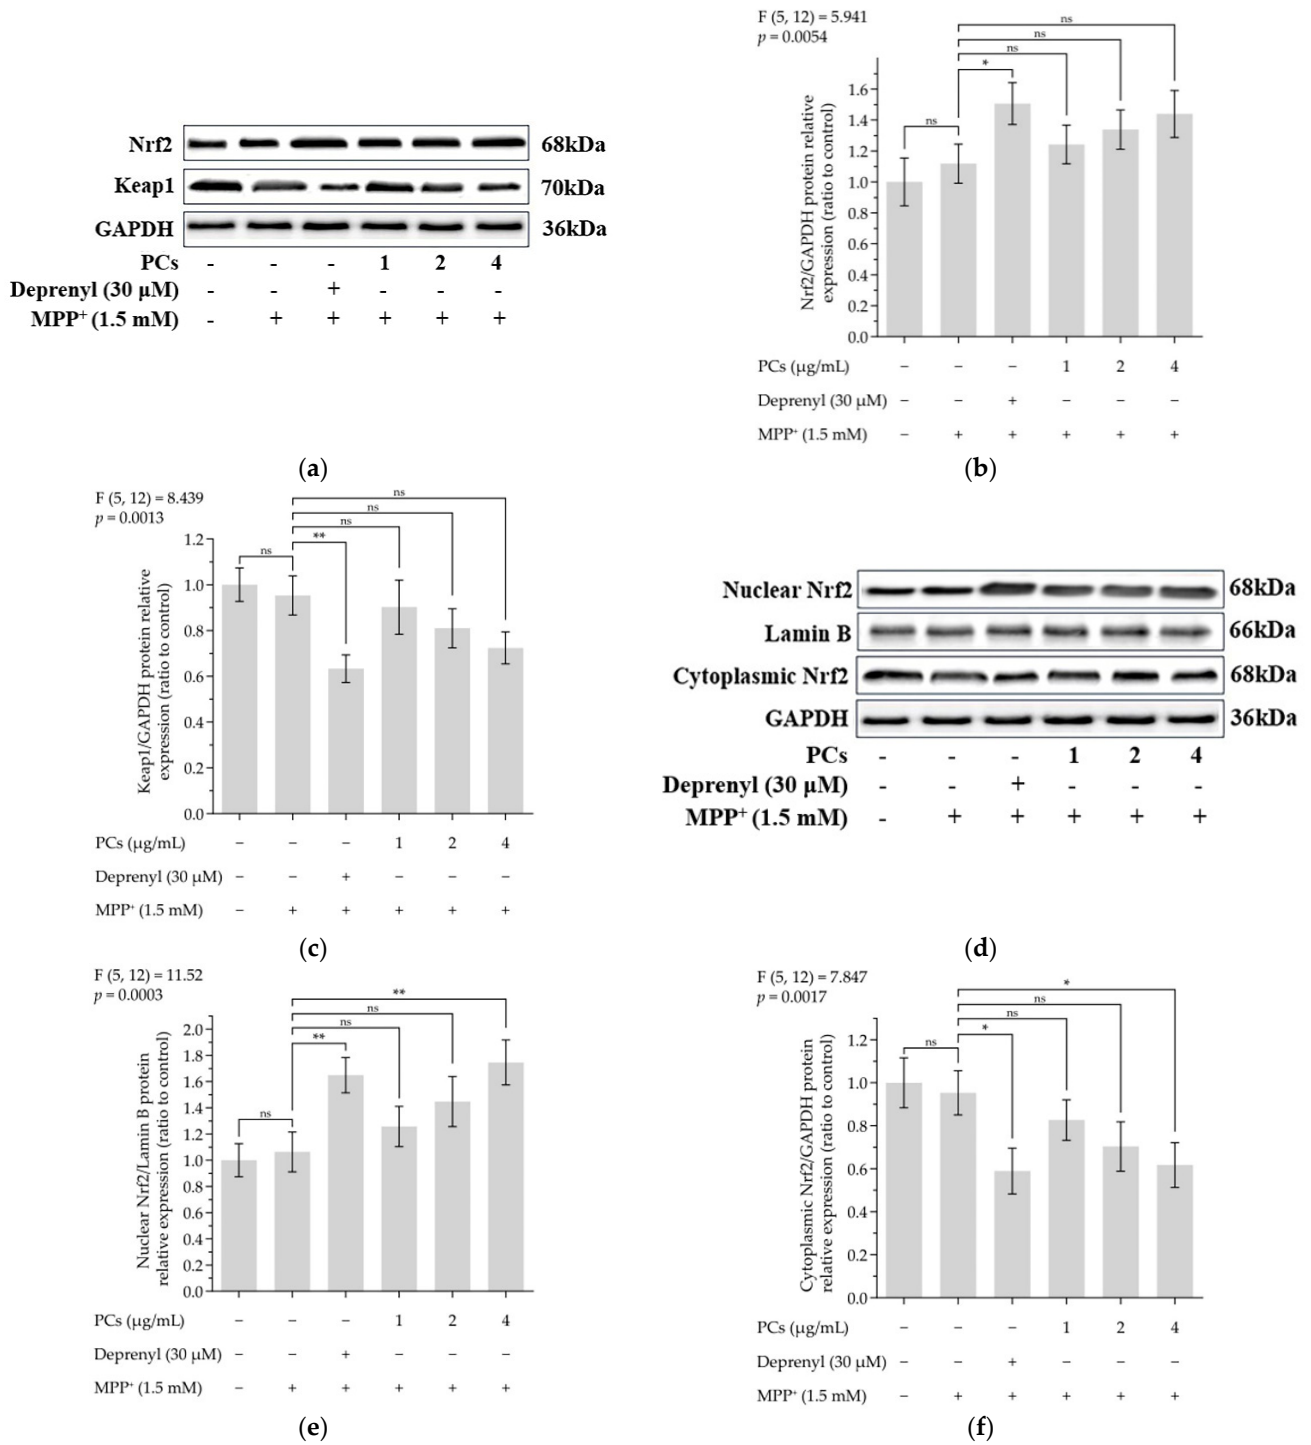 Nrf2 68kDa
Keap1 70kDa
GAPDH 36kDa
PCs - - - 1 2 4
Deprenyl (30 µM) - - + - - -
MPP+ (1.5 mM) - + + + + +
(a)
F (5, 12) = 5.941
p = 0.0054
ns
ns
ns
*
ns
Nrf2/GAPDH protein relative
expression (ratio to control)
1.6
1.4
1.2
1.0
0.8
0.6
0.4
0.2
0.0
PCs (µg/mL) − − − 1 2 4
Deprenyl (30 µM) − − + − − −
MPP+ (1.5 mM) − + + + + +
(b)
F (5, 12) = 8.439
p = 0.0013
ns
ns
ns
**
ns
Keap1/GAPDH protein relative
expression (ratio to control)
1.2
1.0
0.8
0.6
0.4
0.2
0.0
PCs (µg/mL) − − − 1 2 4
Deprenyl (30 µM) − − + − − −
MPP+ (1.5 mM) − + + + + +
(c)
Nuclear Nrf2 68kDa
Lamin B 66kDa
Cytoplasmic Nrf2 68kDa
GAPDH 36kDa
PCs - - - 1 2 4
Deprenyl (30 µM) - - + - - -
MPP+ (1.5 mM) - + + + + +
(d)
F (5, 12) = 11.52
p = 0.0003
**
ns
ns
**
ns
Nuclear Nrf2/Lamin B protein
relative expression (ratio to control)
2.0
1.8
1.6
1.4
1.2
1.0
0.8
0.6
0.4
0.2
0.0
PCs (µg/mL) − − − 1 2 4
Deprenyl (30 µM) − − + − − −
MPP+ (1.5 mM) − + + + + +
(e)
F (5, 12) = 7.847
p = 0.0017
*
ns
ns
*
ns
Cytoplasmic Nrf2/GAPDH protein
relative expression (ratio to control)
1.2
1.0
0.8
0.6
0.4
0.2
0.0
PCs (µg/mL) − − − 1 2 4
Deprenyl (30 µM) − − + − − −
MPP+ (1.5 mM) − + + + + +
(f)